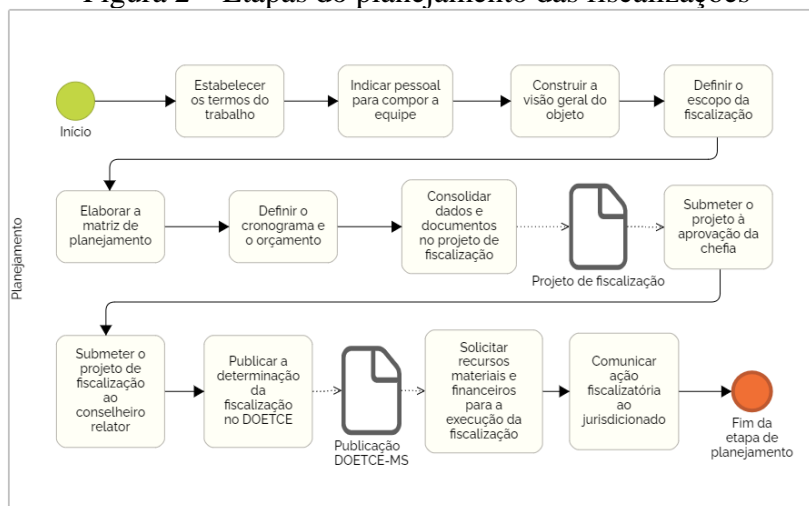 Figura 2 – Etapas do planejamento das fiscalizações
Planejamento
Início
Estabelecer
os termos do
trabalho
Indicar pessoal
para compor a
equipe
Construir a
visão geral do
objeto
Definir o
escopo da
fiscalização
Elaborar a
matriz de
planejamento
Definir o
cronograma e
o orçamento
Consolidar
dados e
documentos
no projeto de
fiscalização
Projeto de fiscalização
Submeter o
projeto à
aprovação da
chefia
Submeter o
projeto de
fiscalização
ao
conselheiro
relator
Publicar a
determinação
da
fiscalização
no DOETCE
Publicação
DOETCE-MS
Solicitar
recursos
materiais e
financeiros
para a
execução da
fiscalização
Comunicar
ação
fiscalizatória
ao
jurisdicionado
Fim da
etapa de
planejamento